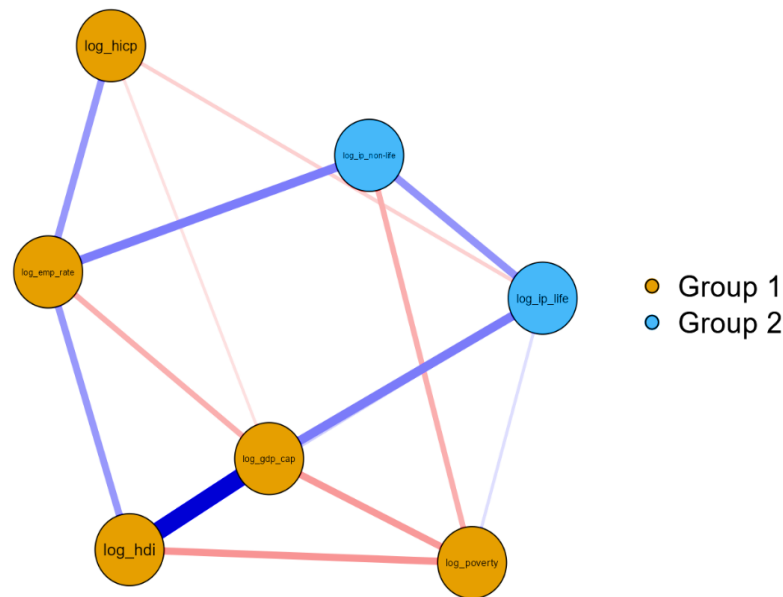 log_hicp
log_ip_non-life
log_emp_rate
log_ip_life
Group 1
Group 2
log_gdp_cap
log_hdi
log_poverty